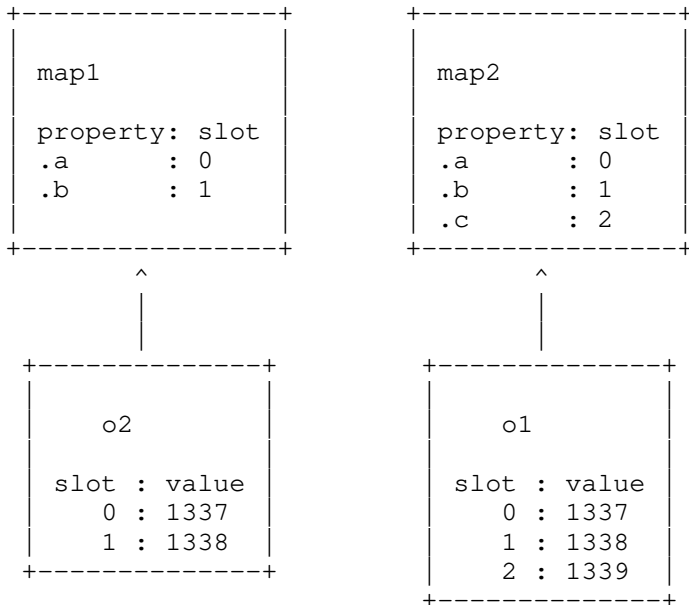 map1
map2
property: slot
property: slot
.a : 0
.a : 0
.b : 1
.b : 1
.c : 2
o2
o1
slot : value
slot : value
0 : 1337
0 : 1337
1 : 1338
1 : 1338
2 : 1339